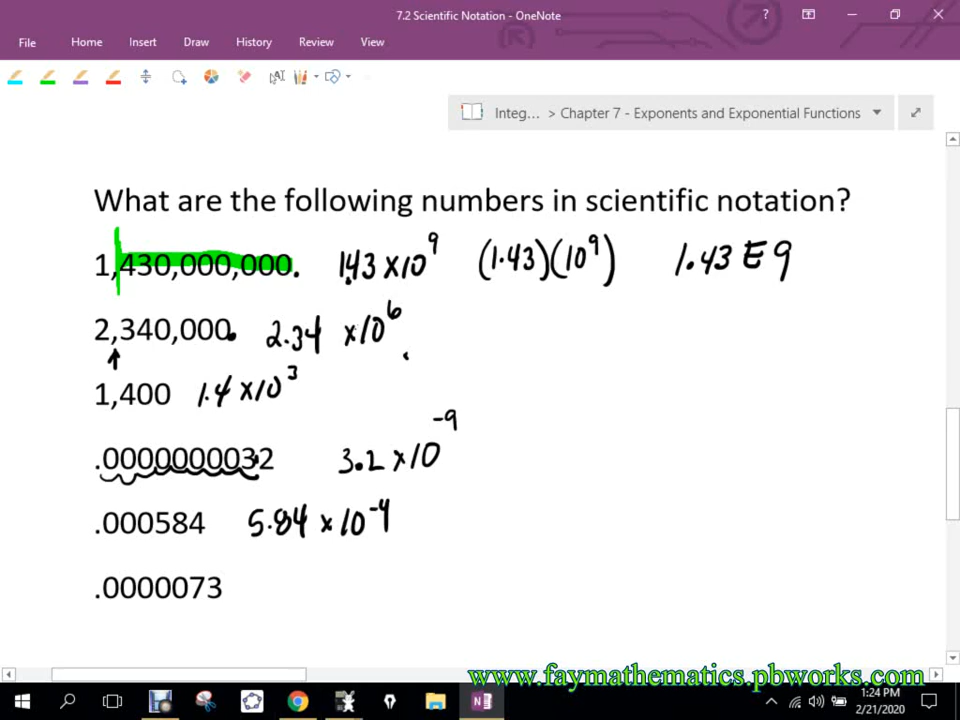 7.2 Scientific Notation - OneNote
?
File Home Insert Draw History Review View
Integ... > Chapter 7 - Exponents and Exponential Functions
What are the following numbers in scientific notation?
1,430,000,000. 1.43 × 10^9 (1.43)(10^9) 1.43 E 9
2,340,000. 2.34 × 10^6
1,400 1.4 × 10^3
.0000000032 3.2 × 10^-9
.000584 5.84 × 10^-4
.0000073
www.faymathematics.pbworks.com
1:24 PM
2/21/2020